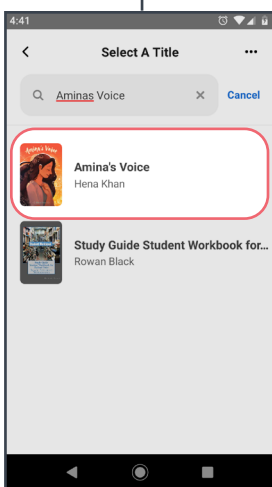 4:41
Select A Title
Aminas Voice
Cancel
Amina's Voice
Amina's Voice
Hena Khan
Study Guide Student Workbook for...
Rowan Black